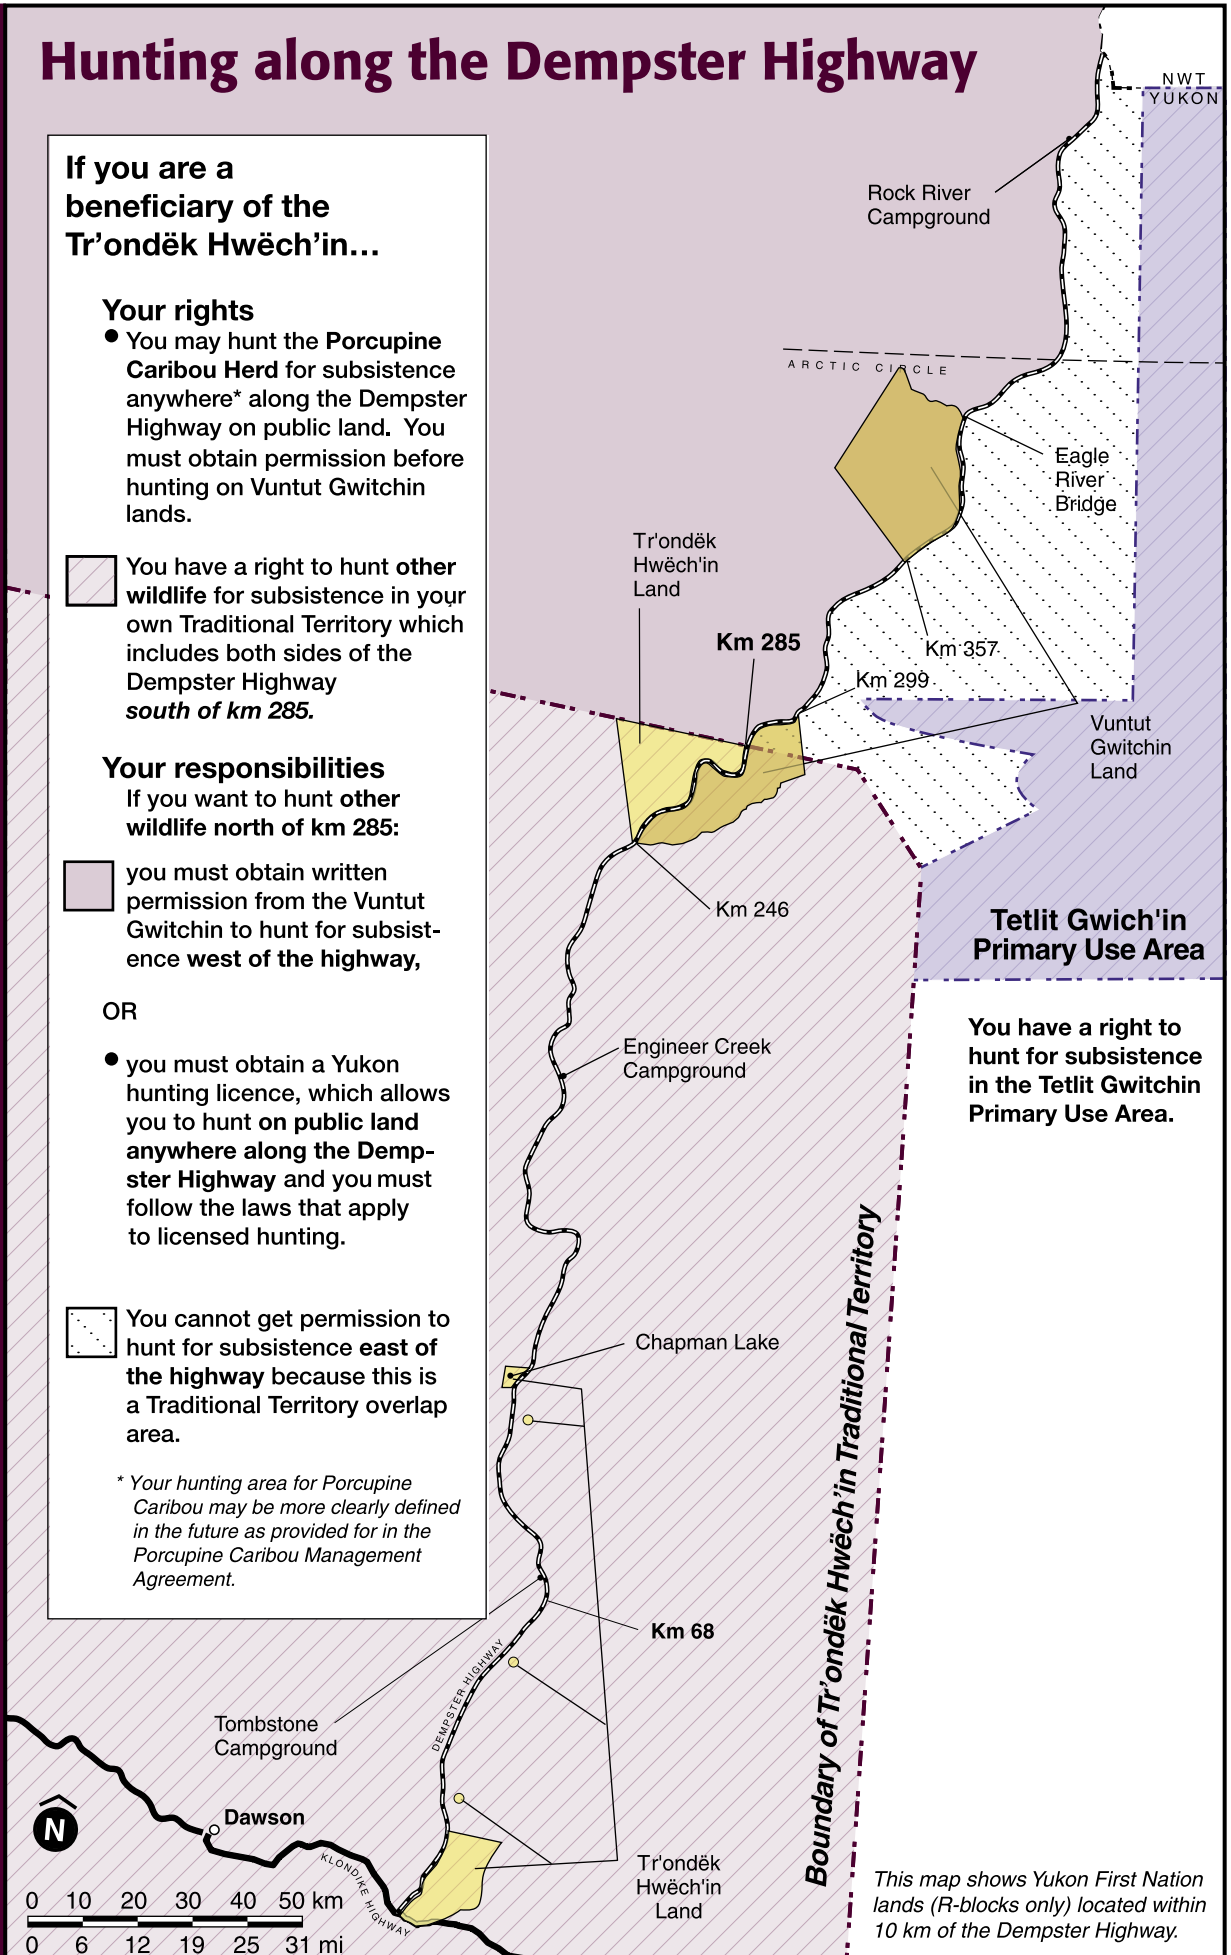 Hunting along the Dempster Highway
If you are a
beneficiary of the
Tr'ondëk Hwëch'in...
Your rights
● You may hunt the Porcupine
Caribou Herd for subsistence
anywhere* along the Dempster
Highway on public land. You
must obtain permission before
hunting on Vuntut Gwitchin
lands.
You have a right to hunt other
wildlife for subsistence in your
own Traditional Territory which
includes both sides of the
Dempster Highway
south of km 285.
Your responsibilities
If you want to hunt other
wildlife north of km 285:
you must obtain written
permission from the Vuntut
Gwitchin to hunt for subsist-
ence west of the highway,
OR
● you must obtain a Yukon
hunting licence, which allows
you to hunt on public land
anywhere along the Demp-
ster Highway and you must
follow the laws that apply
to licensed hunting.
You cannot get permission to
hunt for subsistence east of
the highway because this is
a Traditional Territory overlap
area.
* Your hunting area for Porcupine
Caribou may be more clearly defined
in the future as provided for in the
Porcupine Caribou Management
Agreement.
NWT
YUKON
Rock River
Campground
ARCTIC CIRCLE
Eagle
River
Bridge
Tr'ondëk
Hwëch'in
Land
Km 285
Km 357
Km 299
Vuntut
Gwitchin
Land
Km 246
Tetlit Gwich'in
Primary Use Area
You have a right to
hunt for subsistence
in the Tetlit Gwitchin
Primary Use Area.
Engineer Creek
Campground
Chapman Lake
Boundary of Tr'ondëk Hwëch'in Traditional Territory
Km 68
DEMPSTER HIGHWAY
Tombstone
Campground
Dawson
N
KLONDIKE HIGHWAY
Tr'ondëk
Hwëch'in
Land
0 10 20 30 40 50 km
0 6 12 19 25 31 mi
This map shows Yukon First Nation
lands (R-blocks only) located within
10 km of the Dempster Highway.